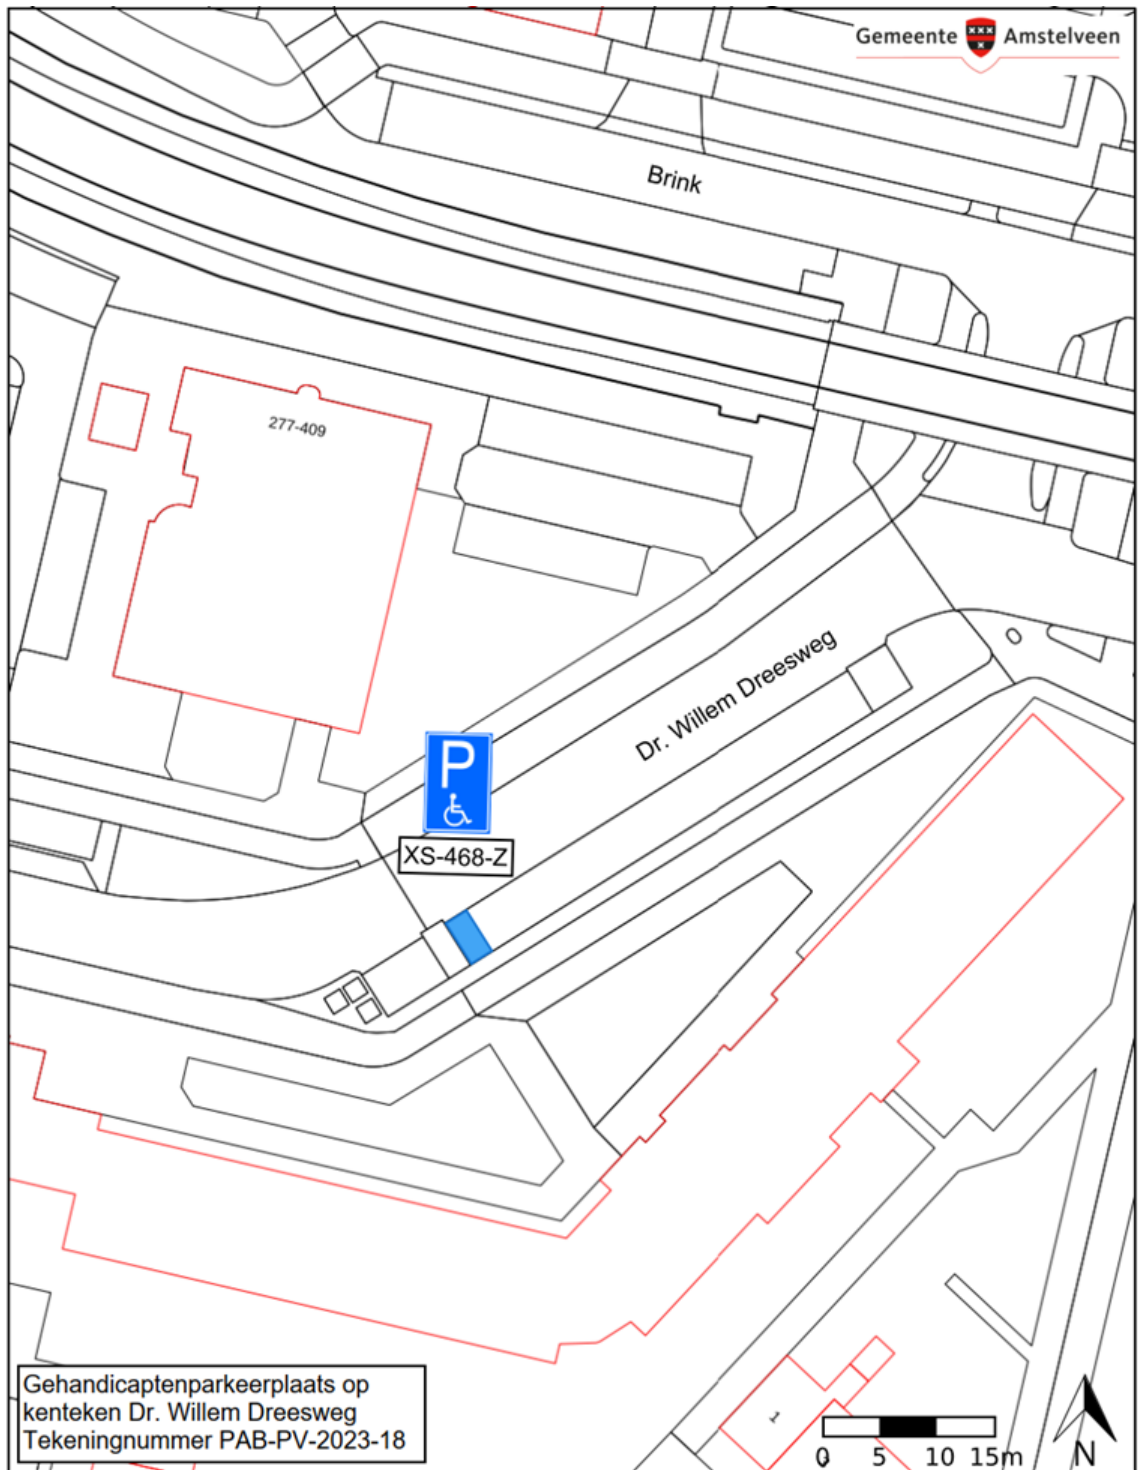 Gemeente Amstelveen
Brink
277-409
Dr. Willem Dreesweg
P
XS-468-Z
Gehandicaptenparkeerplaats op
kenteken Dr. Willem Dreesweg
Tekeningnummer PAB-PV-2023-18
1
0 5 10 15m
N